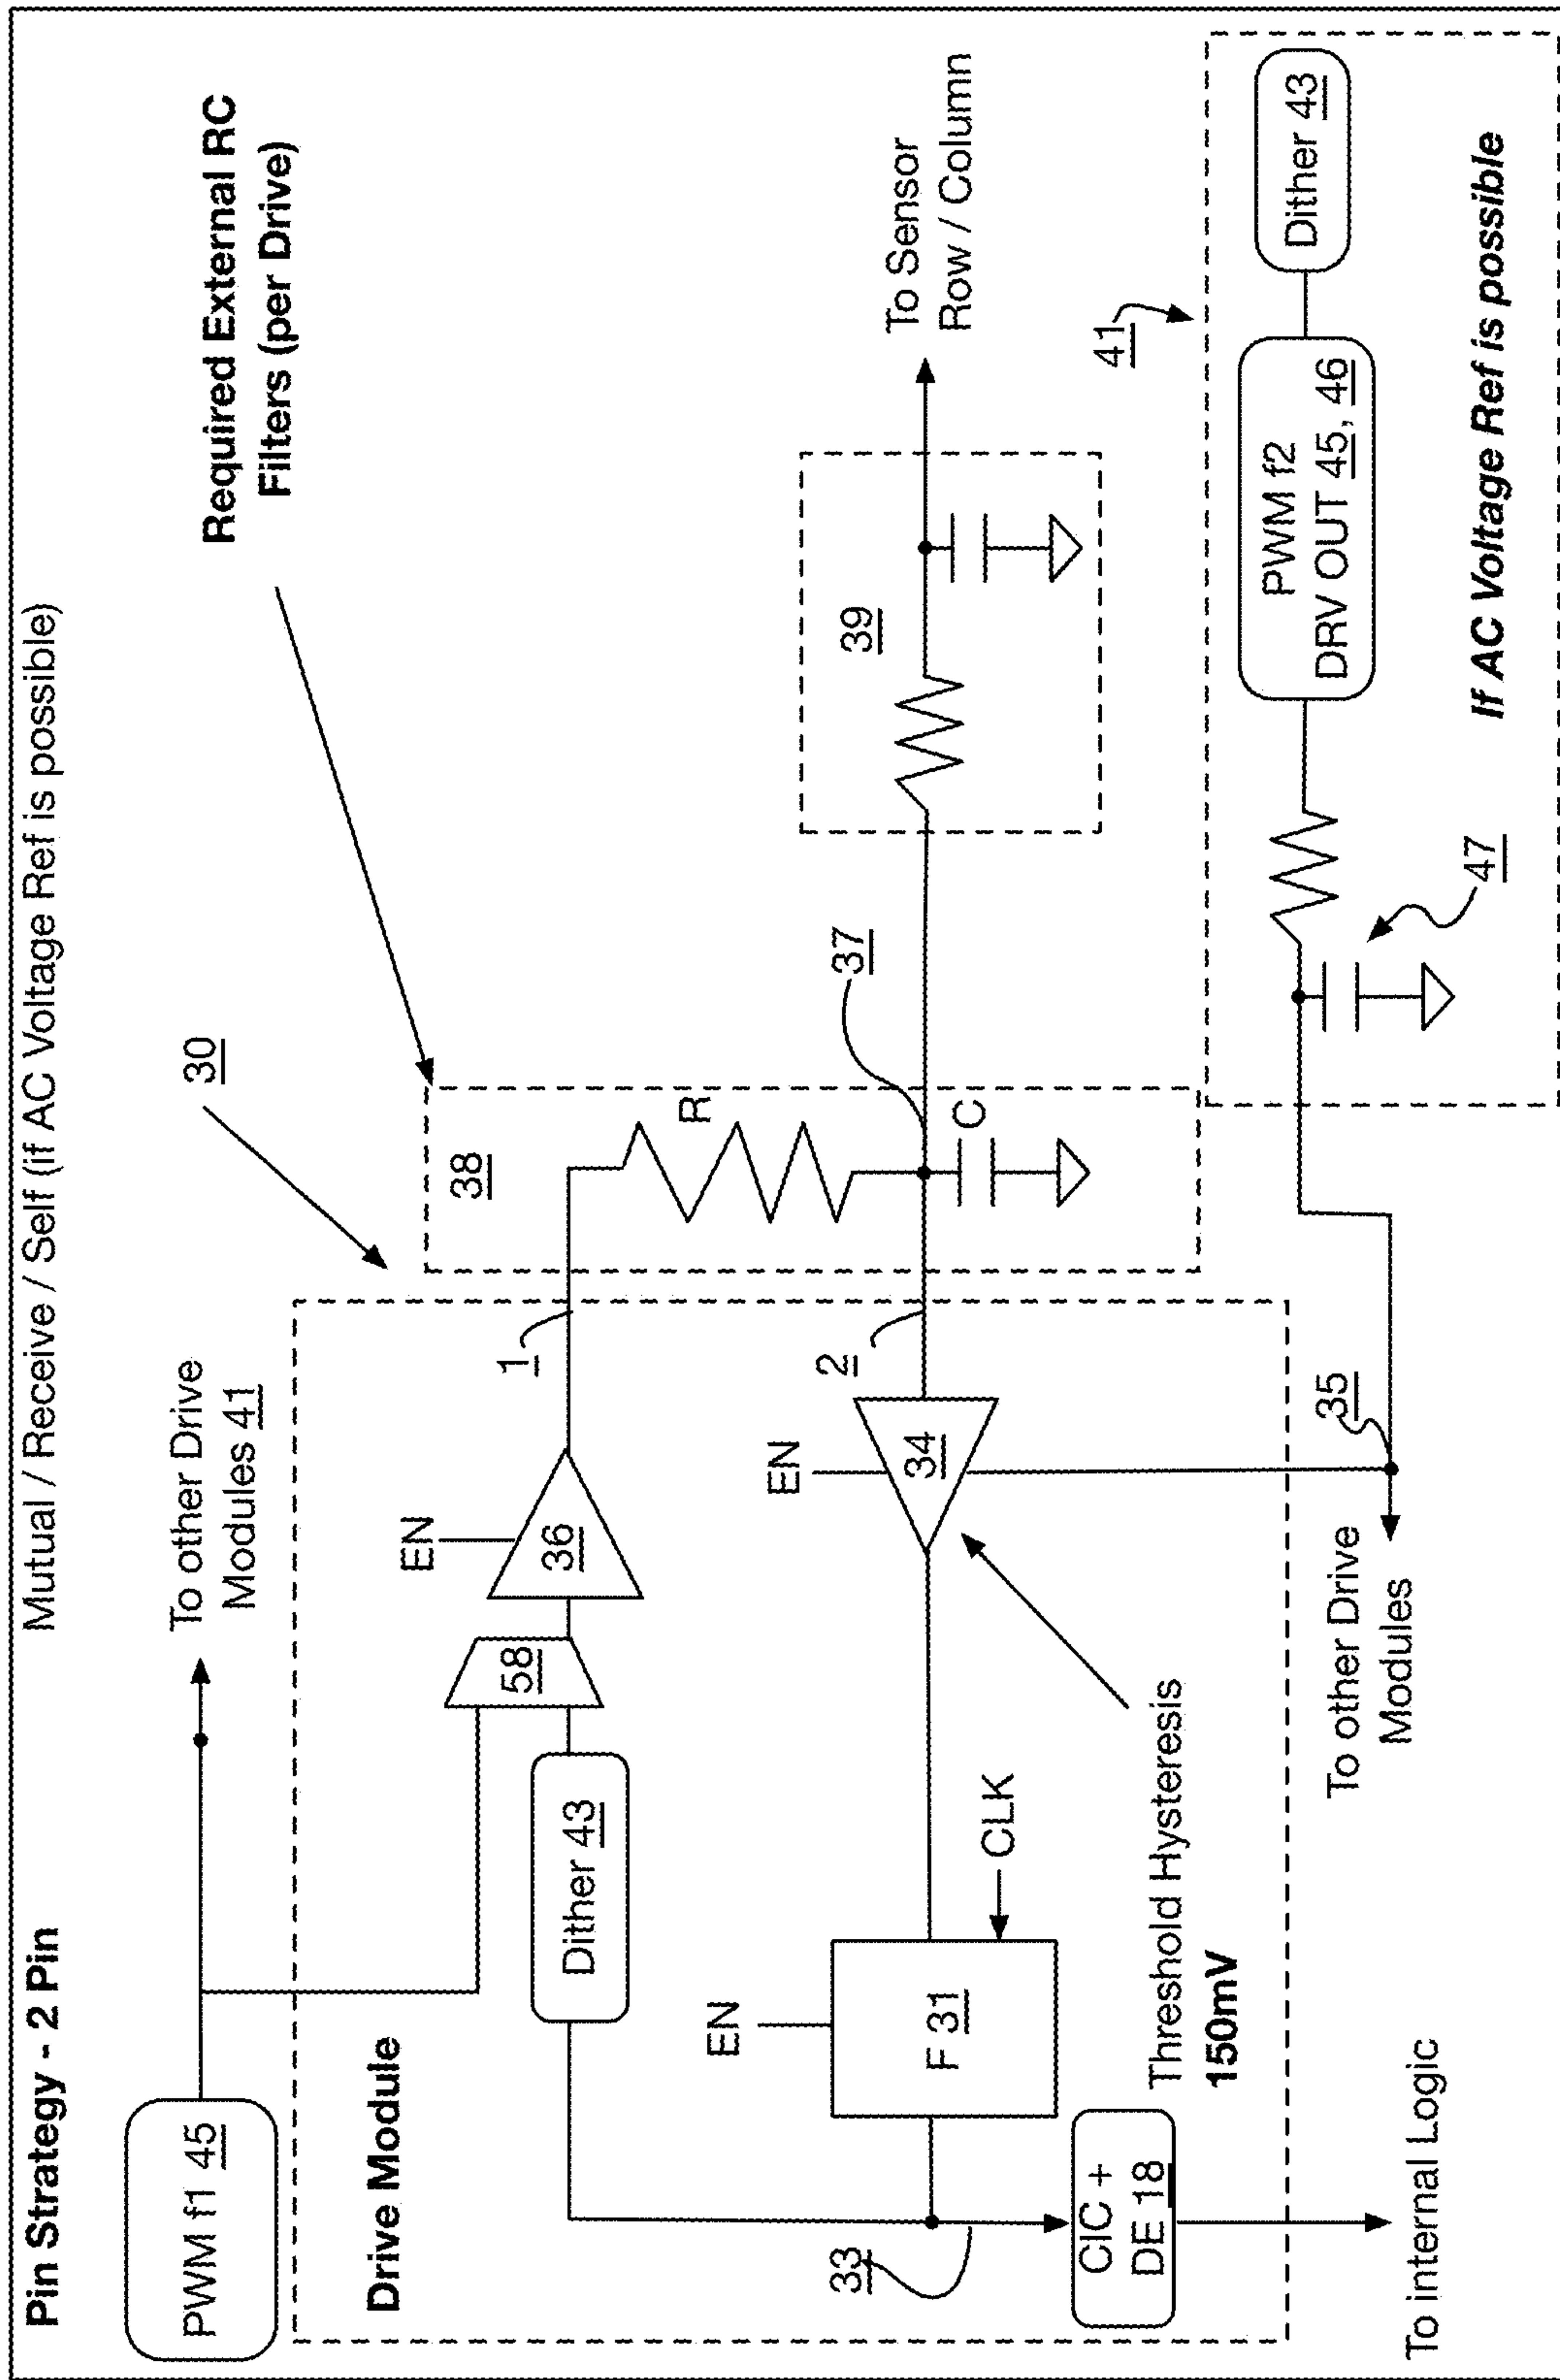 Pin Strategy - 2 Pin
Mutual / Receive / Self (if AC Voltage Ref is possible)
PWM f1 45
To other Drive
Modules 41
30
Required External RC
Filters (per Drive)
Drive Module
EN
58
36
1
38
R
Dither 43
EN
EN
34
2
37
C
39
To Sensor
Row / Column
F 31
CLK
33
CIC +
DE 18
Threshold Hysteresis
150mV
41
PWM f2
DRV OUT 45, 46
Dither 43
47
If AC Voltage Ref is possible
35
To other Drive
Modules
To internal Logic